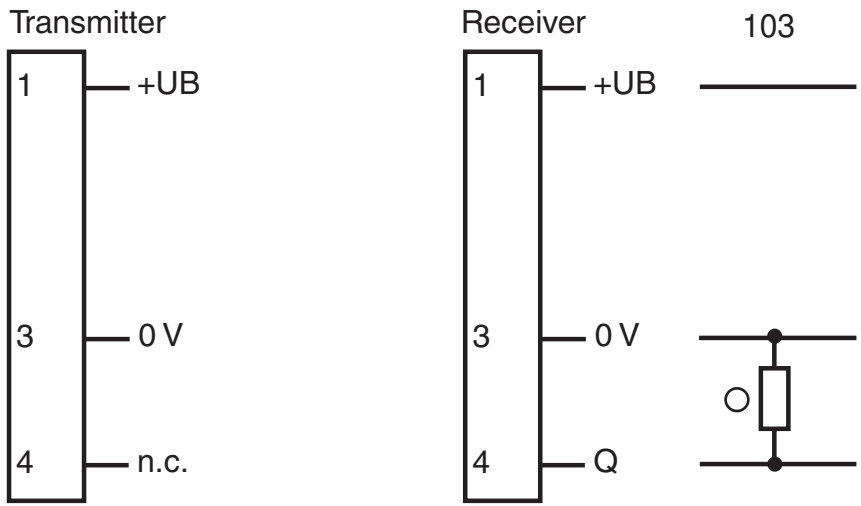 Transmitter
1 +UB
3 0 V
4 n.c.
Receiver 103
1 +UB
3 0 V
4 Q